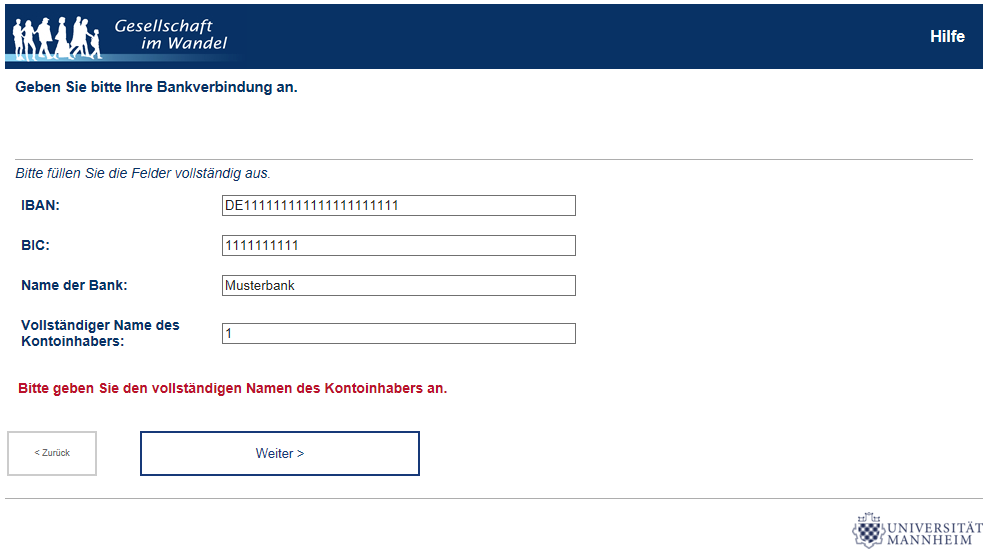 Gesellschaft
im Wandel
Hilfe
Geben Sie bitte Ihre Bankverbindung an.
Bitte füllen Sie die Felder vollständig aus.
IBAN:
DE11111111111111111111
BIC:
1111111111
Name der Bank:
Musterbank
Vollständiger Name des
Kontoinhabers:
1
Bitte geben Sie den vollständigen Namen des Kontoinhabers an.
< Zurück
Weiter >
UNIVERSITÄT
MANNHEIM